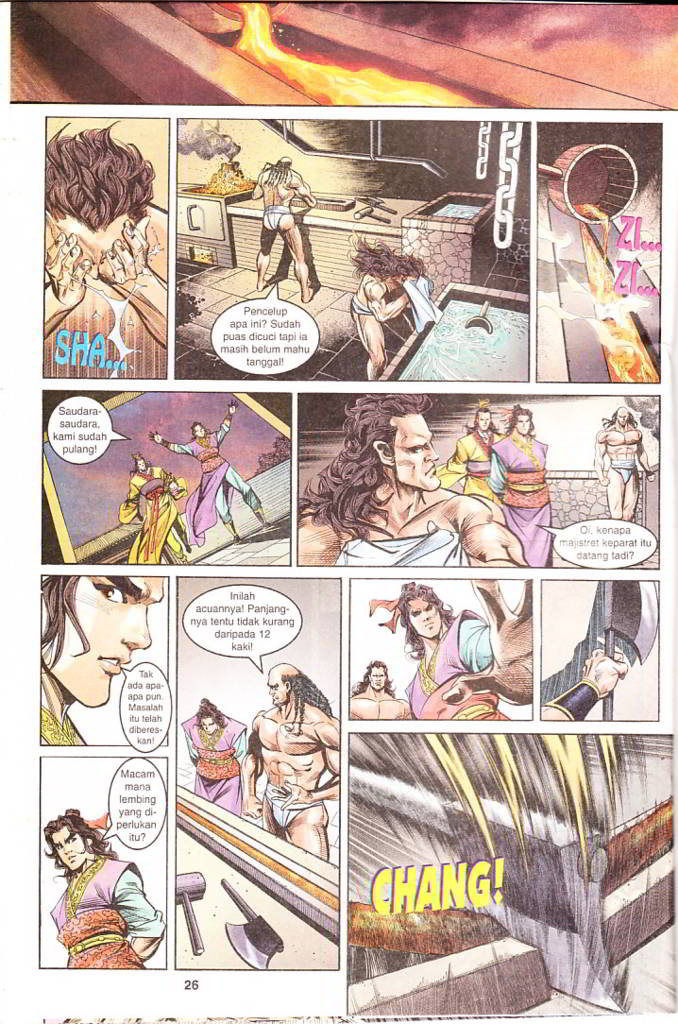 SHA...
Pencelup
apa ini? Sudah
puas dicuci tapi ia
masih belum mahu
tanggal!
ZI...
ZI...
Saudara-
saudara,
kami sudah
pulang!
Oi, kenapa
majistret keparat itu
datang tadi?
Tak
ada apa-
apa pun.
Masalah
itu telah
diberes-
kan!
Macam
mana
lembing
yang di-
perlukan
itu?
Inilah
acuannya! Panjang-
nya tentu tidak kurang
daripada 12
kaki!
CHANG!
26